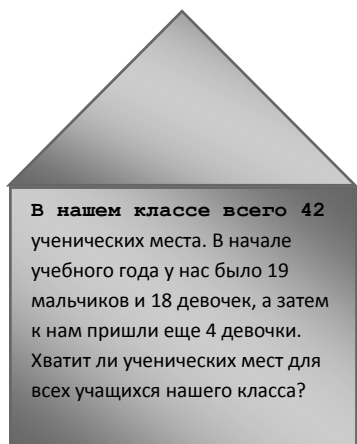 В нашем классе всего 42
ученических места. В начале
учебного года у нас было 19
мальчиков и 18 девочек, а затем
к нам пришли еще 4 девочки.
Хватит ли ученических мест для
всех учащихся нашего класса?